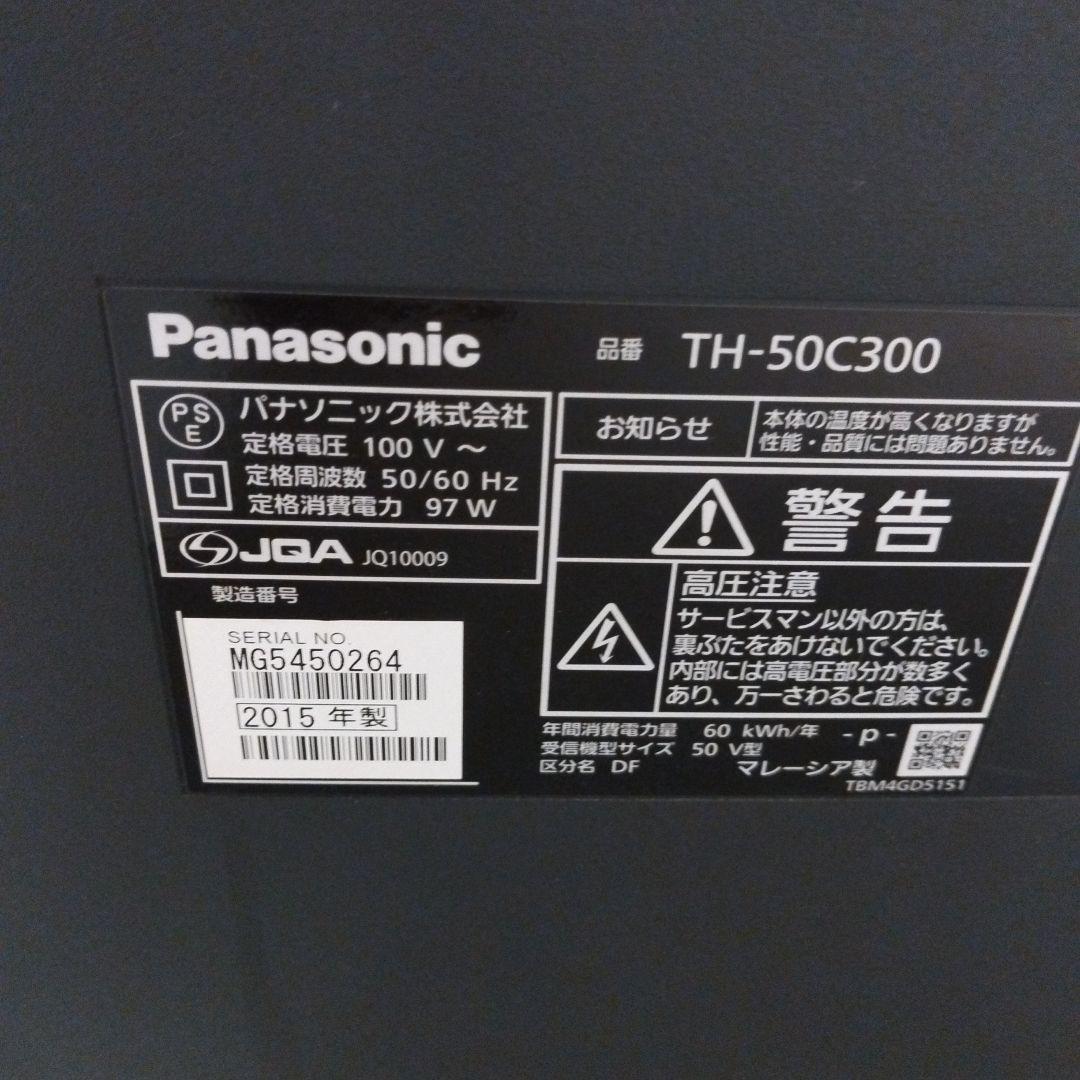 Panasonic
品番 TH-50C300
PS
E
パナソニック株式会社
定格電圧 100 V ～
定格周波数 50/60 Hz
定格消費電力 97 W
JQA JQ10009
製造番号
SERIAL NO.
MG5450264
2015 年製
お知らせ
本体の温度が高くなりますが
性能・品質には問題ありません。
警告
高圧注意
サービスマン以外の方は、
裏ぶたをあけないでください。
内部には高電圧部分が数多く
あり、万一さわると危険です。
年間消費電力量 60 kWh/年 - p -
受信機型サイズ 50 V型
区分名 DF マレーシア製
TBM4GD5151